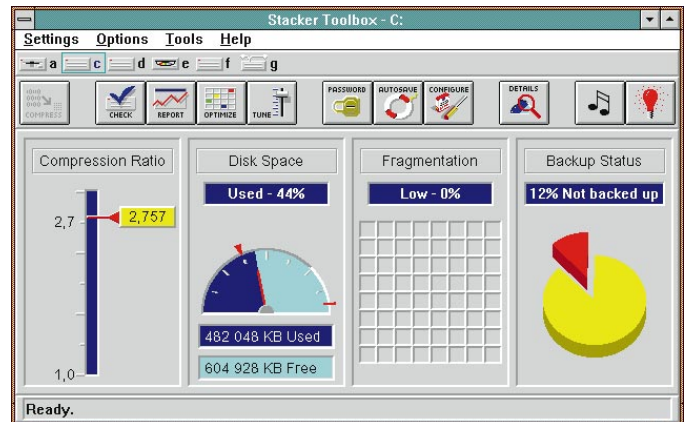 Stacker Toolbox - C:
Settings Options Tools Help
a c d e f g
COMPRESS CHECK REPORT OPTIMIZE TUNE PASSWORD AUTOSAVE CONFIGURE DETAILS
Compression Ratio
2,7
2,757
1,0
Disk Space
Used - 44%
482 048 KB Used
604 928 KB Free
Fragmentation
Low - 0%
Backup Status
12% Not backed up
Ready.